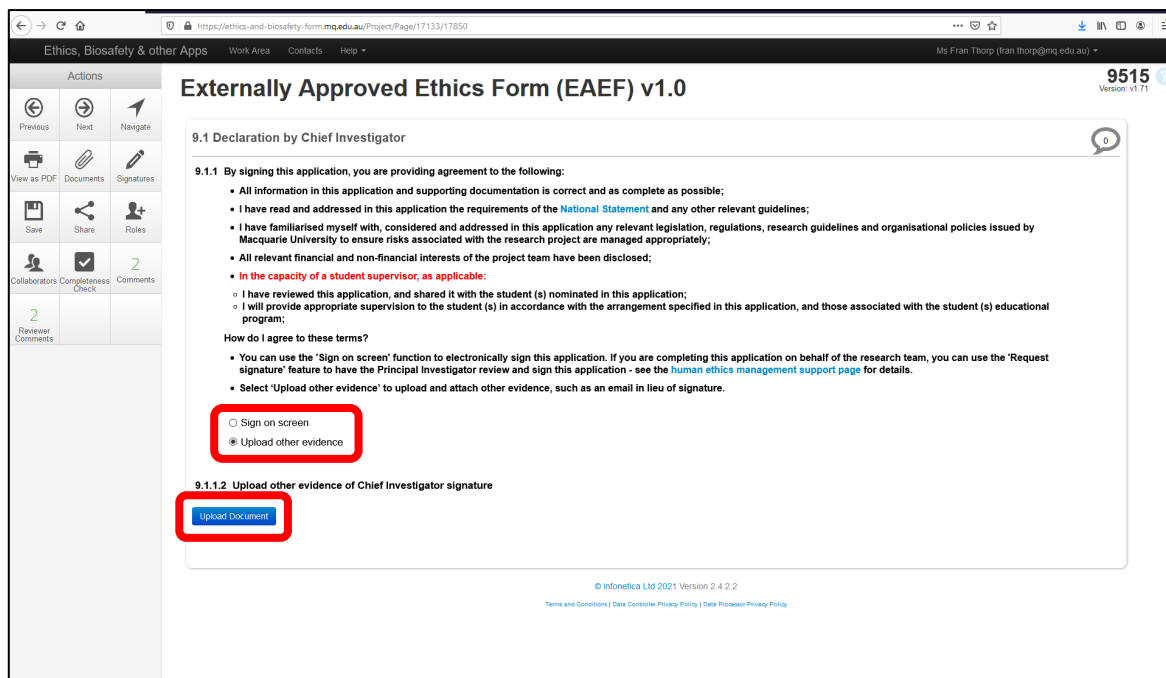 https://ethics-and-biosafety-form.mq.edu.au/Project/Page/17133/17850
Ethics, Biosafety & other Apps Work Area Contacts Help Ms Fran Thorp (fran.thorp@mq.edu.au)
Actions
Previous Next Navigate
View as PDF Documents Signatures
Save Share Roles
Collaborators Completeness Check 2 Comments
2 Reviewer Comments
Externally Approved Ethics Form (EAEF) v1.0
9515
Version: v1.71
9.1 Declaration by Chief Investigator
0
9.1.1 By signing this application, you are providing agreement to the following:
• All information in this application and supporting documentation is correct and as complete as possible;
• I have read and addressed in this application the requirements of the National Statement and any other relevant guidelines;
• I have familiarised myself with, considered and addressed in this application any relevant legislation, regulations, research guidelines and organisational policies issued by
Macquarie University to ensure risks associated with the research project are managed appropriately;
• All relevant financial and non-financial interests of the project team have been disclosed;
• In the capacity of a student supervisor, as applicable:
◦ I have reviewed this application, and shared it with the student (s) nominated in this application;
◦ I will provide appropriate supervision to the student (s) in accordance with the arrangement specified in this application, and those associated with the student (s) educational
program;
How do I agree to these terms?
• You can use the 'Sign on screen' function to electronically sign this application. If you are completing this application on behalf of the research team, you can use the 'Request
signature' feature to have the Principal Investigator review and sign this application - see the human ethics management support page for details.
• Select ‘Upload other evidence’ to upload and attach other evidence, such as an email in lieu of signature.
Sign on screen
Upload other evidence
9.1.1.2 Upload other evidence of Chief Investigator signature
Upload Document
© Infonetica Ltd 2021 Version 2.4.2.2
Terms and Conditions | Data Controller Privacy Policy | Data Processor Privacy Policy